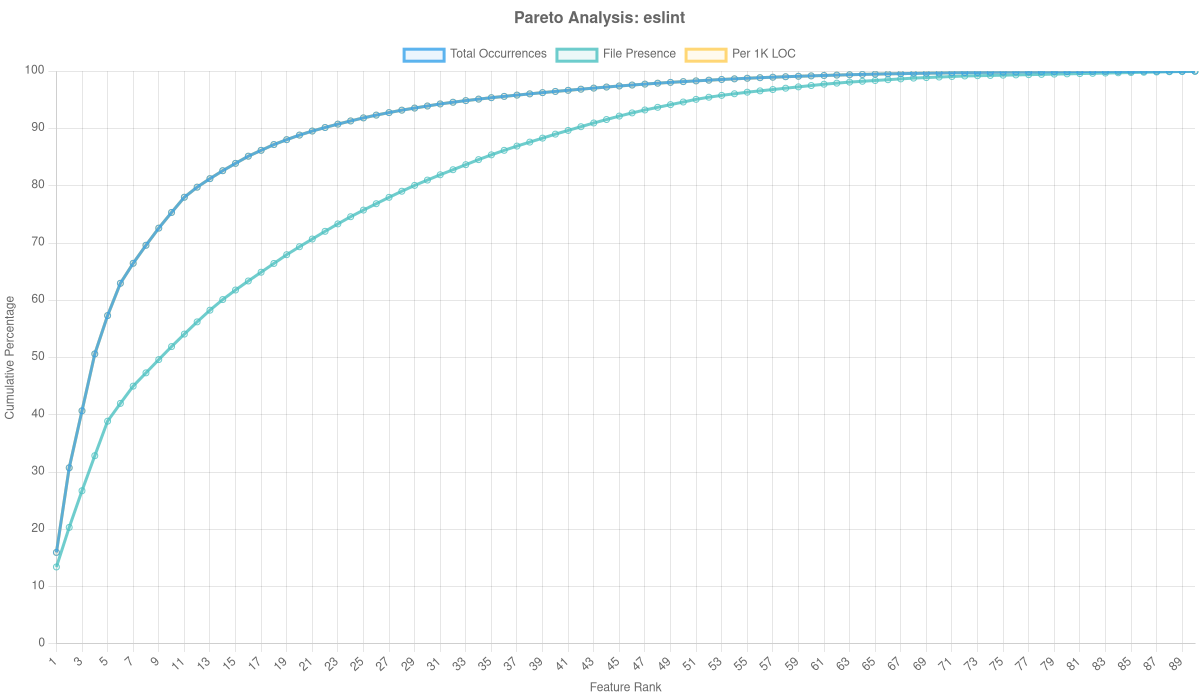 Pareto Analysis: eslint
Total Occurrences File Presence Per 1K LOC
100
90
80
70
60
50
40
30
20
10
0
Cumulative Percentage
1 3 5 7 9 11 13 15 17 19 21 23 25 27 29 31 33 35 37 39 41 43 45 47 49 51 53 55 57 59 61 63 65 67 69 71 73 75 77 79 81 83 85 87 89
Feature Rank